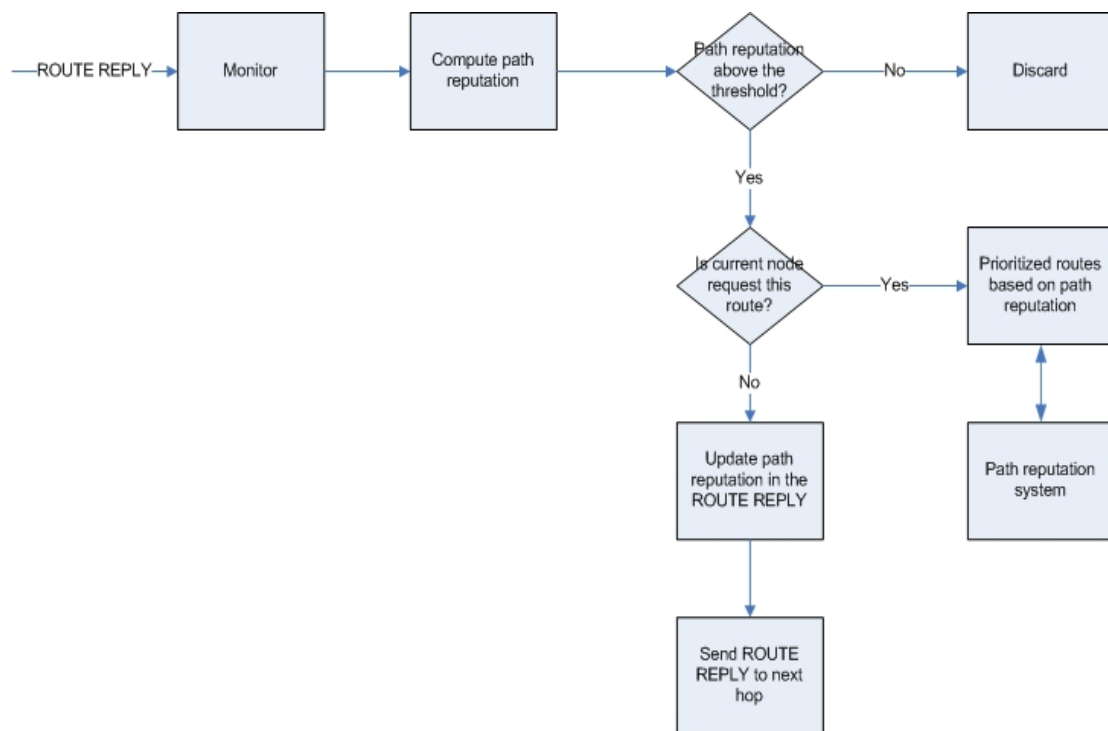 ROUTE REPLY
Monitor
Compute path
reputation
Path reputation
above the
threshold?
No
Discard
Yes
Is current node
request this
route?
Yes
Prioritized routes
based on path
reputation
No
Update path
reputation in the
ROUTE REPLY
Path reputation
system
Send ROUTE
REPLY to next
hop